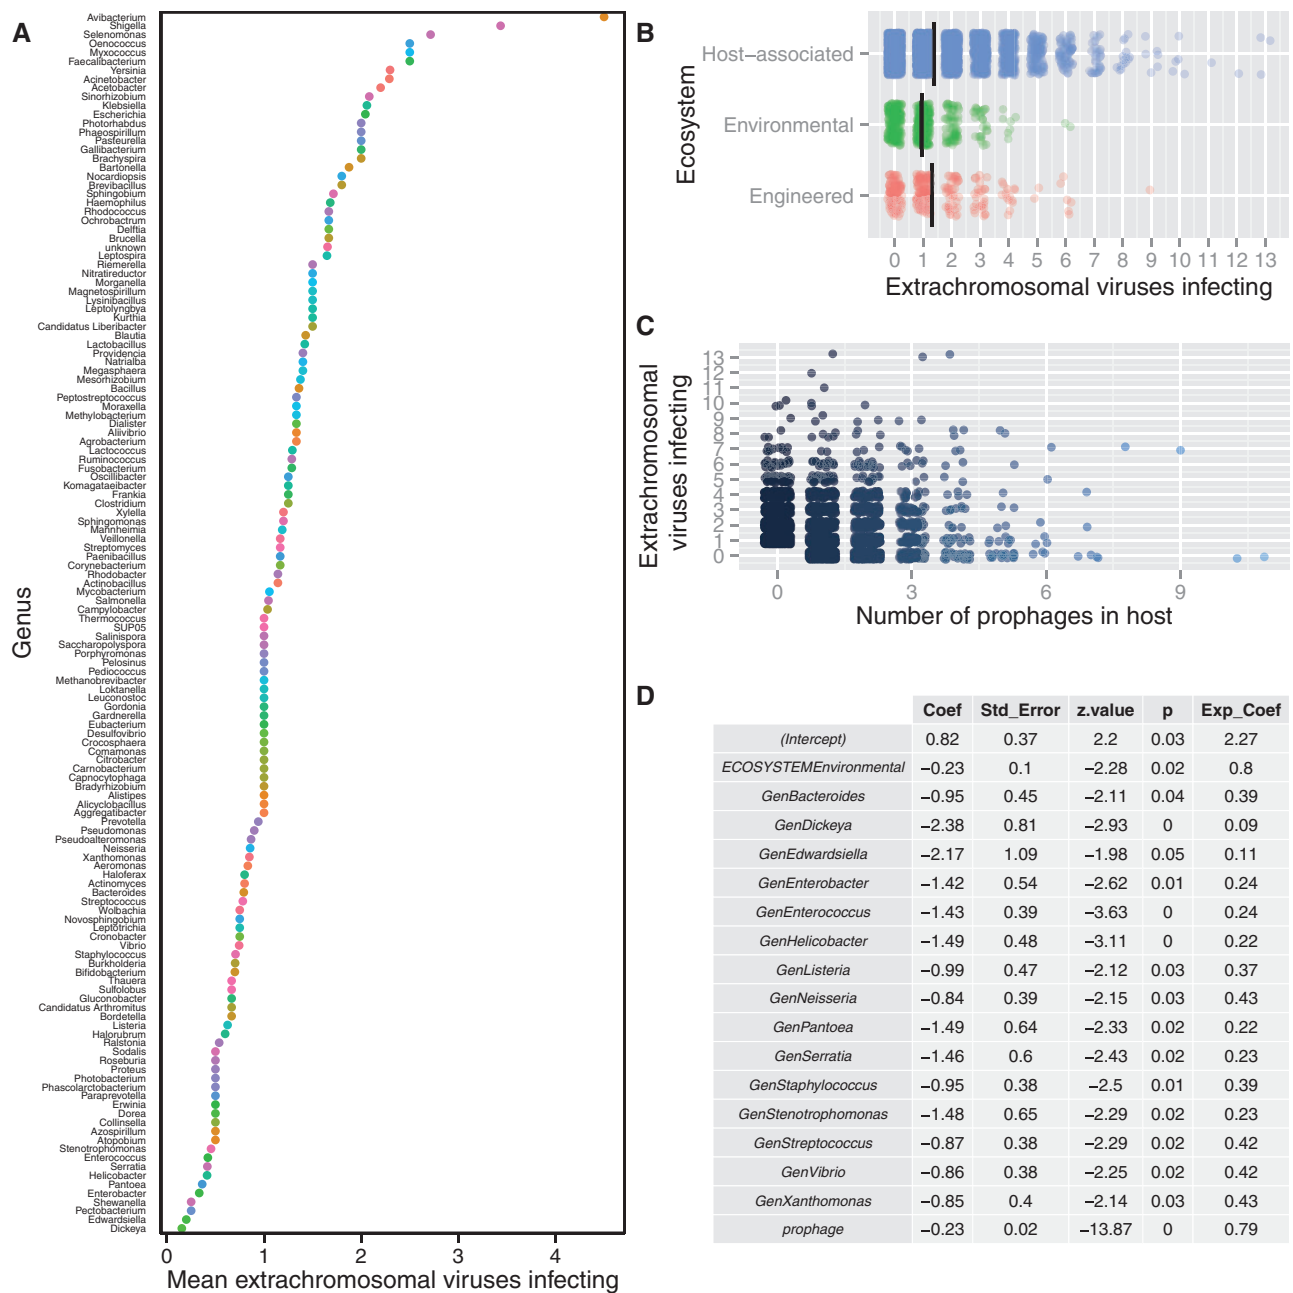 A
Avibacterium
Shigella
Selenomonas
Oenococcus
Myxococcus
Faecalibacterium
Yersinia
Acinetobacter
Acetobacter
Sinorhizobium
Klebsiella
Escherichia
Photorhabdus
Phaeospirillum
Pasteurella
Gallibacterium
Brachyspira
Bartonella
Nocardiopsis
Brevibacillus
Sphingobium
Haemophilus
Rhodococcus
Ochrobactrum
Delftia
Brucella
unknown
Leptospira
Riemerella
Nitratireductor
Morganella
Magnetospirillum
Lysinibacillus
Leptolyngbya
Kurthia
Candidatus Liberibacter
Blautia
Lactobacillus
Providencia
Natrialba
Megasphaera
Mesorhizobium
Bacillus
Peptostreptococcus
Moraxella
Methylobacterium
Dialister
Aliivibrio
Agrobacterium
Lactococcus
Ruminococcus
Fusobacterium
Oscillibacter
Komagataeibacter
Frankia
Clostridium
Xylella
Sphingomonas
Mannheimia
Veillonella
Streptomyces
Paenibacillus
Corynebacterium
Rhodobacter
Actinobacillus
Mycobacterium
Salmonella
Campylobacter
Thermococcus
SUP05
Salinispora
Saccharopolyspora
Porphyromonas
Pelosinus
Pediococcus
Methanobrevibacter
Loktanella
Leuconostoc
Gordonia
Gardnerella
Eubacterium
Desulfovibrio
Crocosphaera
Comamonas
Citrobacter
Carnobacterium
Capnocytophaga
Bradyrhizobium
Alistipes
Alicyclobacillus
Aggregatibacter
Prevotella
Pseudomonas
Pseudoalteromonas
Neisseria
Xanthomonas
Aeromonas
Haloferax
Actinomyces
Bacteroides
Streptococcus
Wolbachia
Novosphingobium
Leptotrichia
Cronobacter
Vibrio
Staphylococcus
Burkholderia
Bifidobacterium
Thauera
Sulfolobus
Gluconobacter
Candidatus Arthromitus
Bordetella
Listeria
Halorubrum
Ralstonia
Sodalis
Roseburia
Proteus
Photobacterium
Phascolarctobacterium
Paraprevotella
Erwinia
Dorea
Collinsella
Azospirillum
Atopobium
Stenotrophomonas
Enterococcus
Serratia
Helicobacter
Pantoea
Enterobacter
Shewanella
Pectobacterium
Edwardsiella
Dickeya
Genus
0 1 2 3 4
Mean extrachromosomal viruses infecting
B
Ecosystem
Host–associated
Environmental
Engineered
0 1 2 3 4 5 6 7 8 9 10 11 12 13
Extrachromosomal viruses infecting
C
Extrachromosomal
viruses infecting
13
12
11
10
9
8
7
6
5
4
3
2
1
0
0 3 6 9
Number of prophages in host
D
Coef Std_Error z.value p Exp_Coef
(Intercept) 0.82 0.37 2.2 0.03 2.27
ECOSYSTEMEnvironmental −0.23 0.1 −2.28 0.02 0.8
GenBacteroides −0.95 0.45 −2.11 0.04 0.39
GenDickeya −2.38 0.81 −2.93 0 0.09
GenEdwardsiella −2.17 1.09 −1.98 0.05 0.11
GenEnterobacter −1.42 0.54 −2.62 0.01 0.24
GenEnterococcus −1.43 0.39 −3.63 0 0.24
GenHelicobacter −1.49 0.48 −3.11 0 0.22
GenListeria −0.99 0.47 −2.12 0.03 0.37
GenNeisseria −0.84 0.39 −2.15 0.03 0.43
GenPantoea −1.49 0.64 −2.33 0.02 0.22
GenSerratia −1.46 0.6 −2.43 0.02 0.23
GenStaphylococcus −0.95 0.38 −2.5 0.01 0.39
GenStenotrophomonas −1.48 0.65 −2.29 0.02 0.23
GenStreptococcus −0.87 0.38 −2.29 0.02 0.42
GenVibrio −0.86 0.38 −2.25 0.02 0.42
GenXanthomonas −0.85 0.4 −2.14 0.03 0.43
prophage −0.23 0.02 −13.87 0 0.79